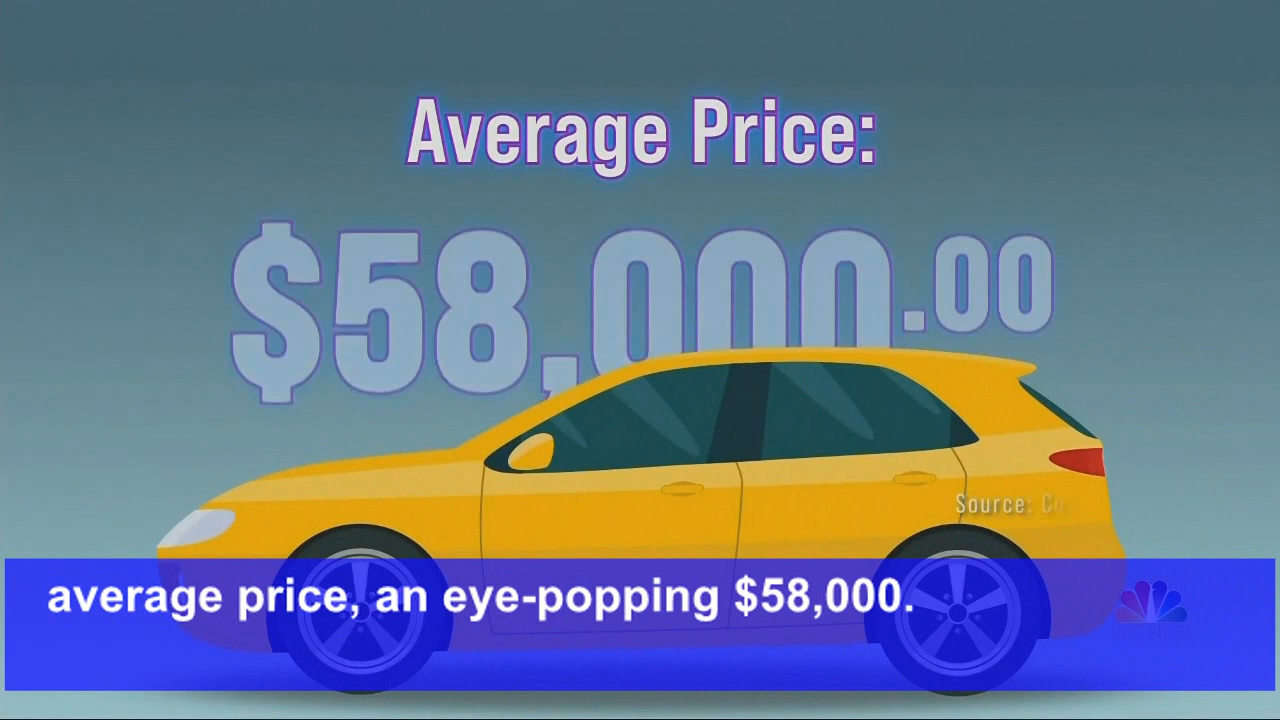 Average Price:
$58,000.00
Source:
average price, an eye-popping $58,000.